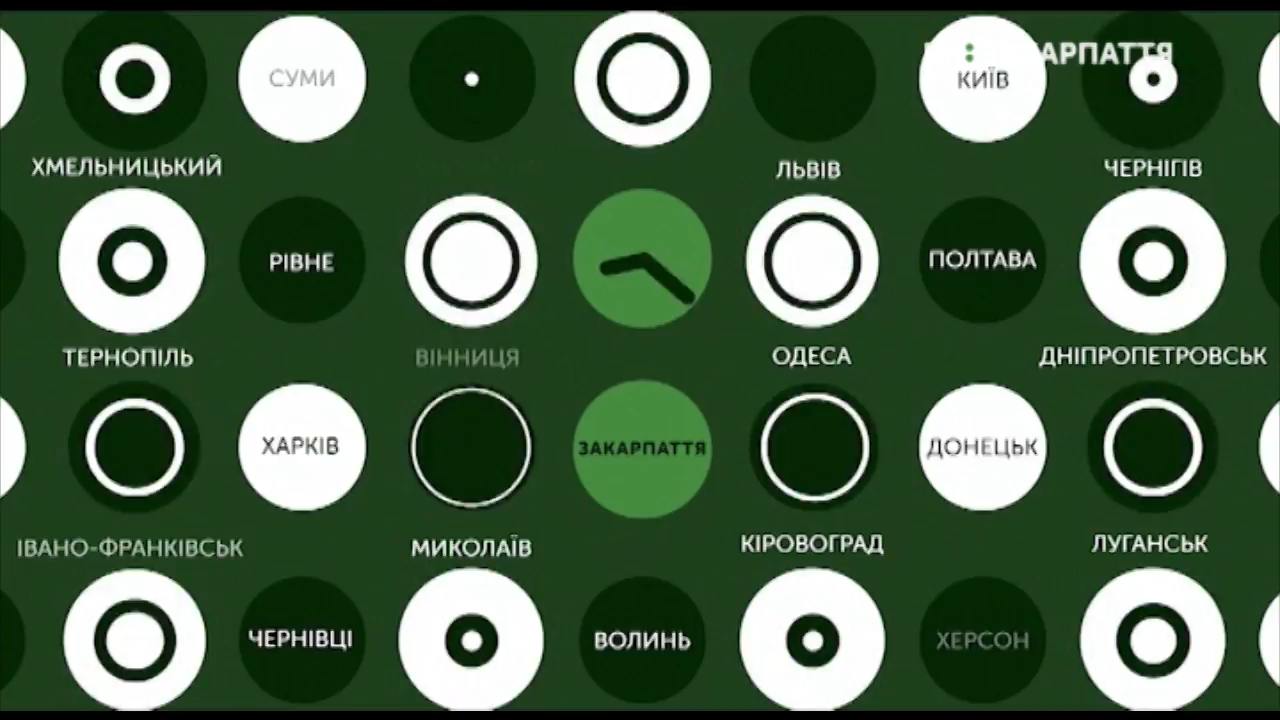 СУМИ
КИЇВ
АРПАТТЯ
ХМЕЛЬНИЦЬКИЙ
ЛЬВІВ
ЧЕРНІГІВ
РІВНЕ
ПОЛТАВА
ТЕРНОПІЛЬ
ВІННИЦЯ
ОДЕСА
ДНІПРОПЕТРОВСЬК
ХАРКІВ
ЗАКАРПАТТЯ
ДОНЕЦЬК
ІВАНО-ФРАНКІВСЬК
МИКОЛАЇВ
КІРОВОГРАД
ЛУГАНСЬК
ЧЕРНІВЦІ
ВОЛИНЬ
ХЕРСОН